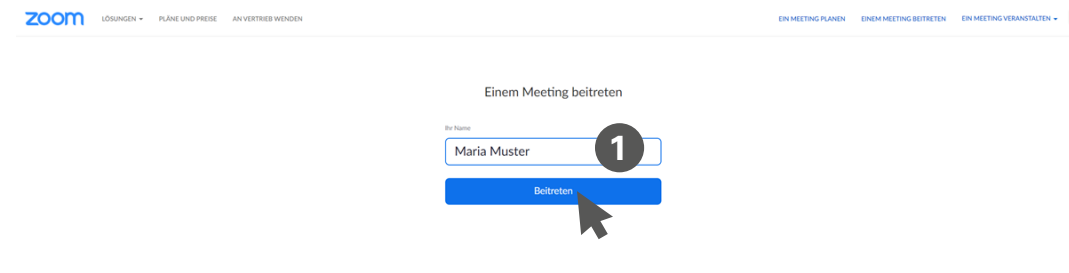 zoom LÖSUNGEN PLÄNE UND PREISE AN VERTRIEB WENDEN EIN MEETING PLANEN EINEM MEETING BEITRETEN EIN MEETING VERANSTALTEN
Einem Meeting beitreten
Ihr Name
Maria Muster 1
Beitreten